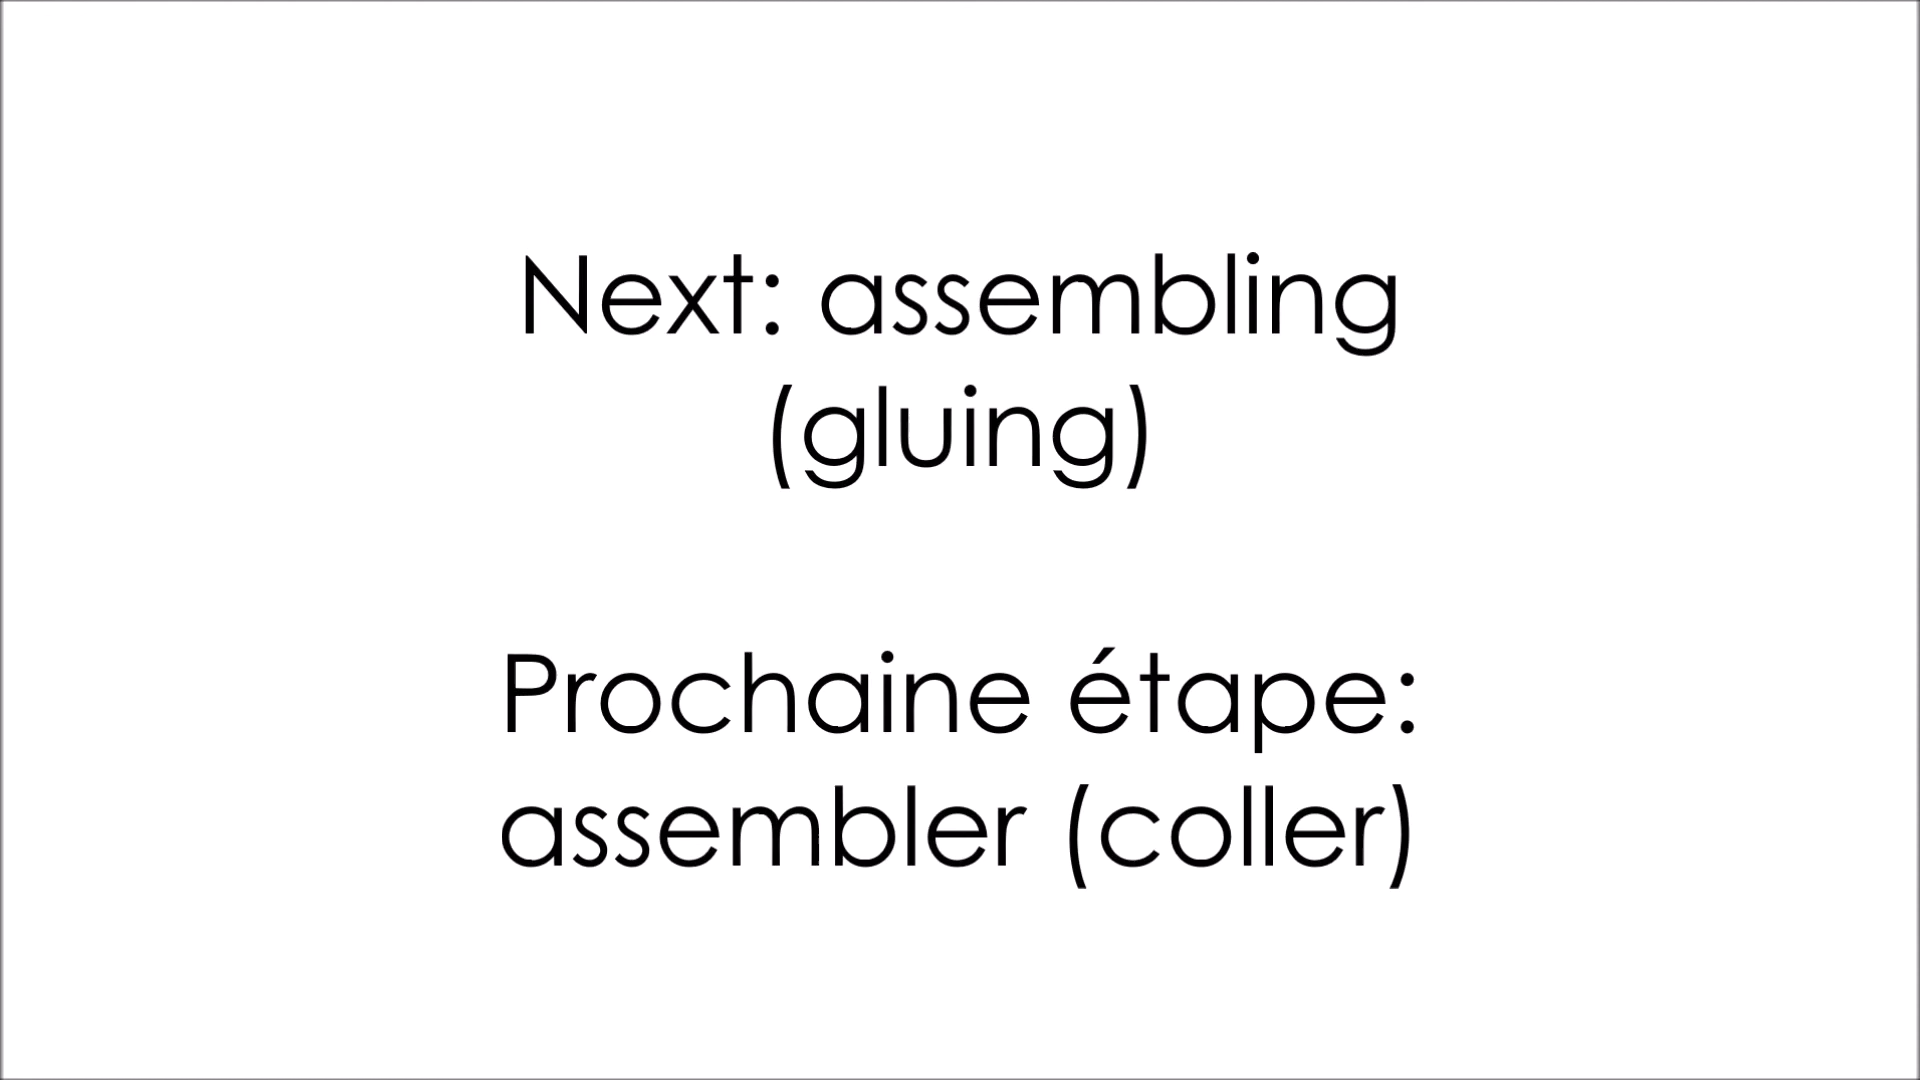 Next: assembling
(gluing)
Prochaine étape:
assembler (coller)